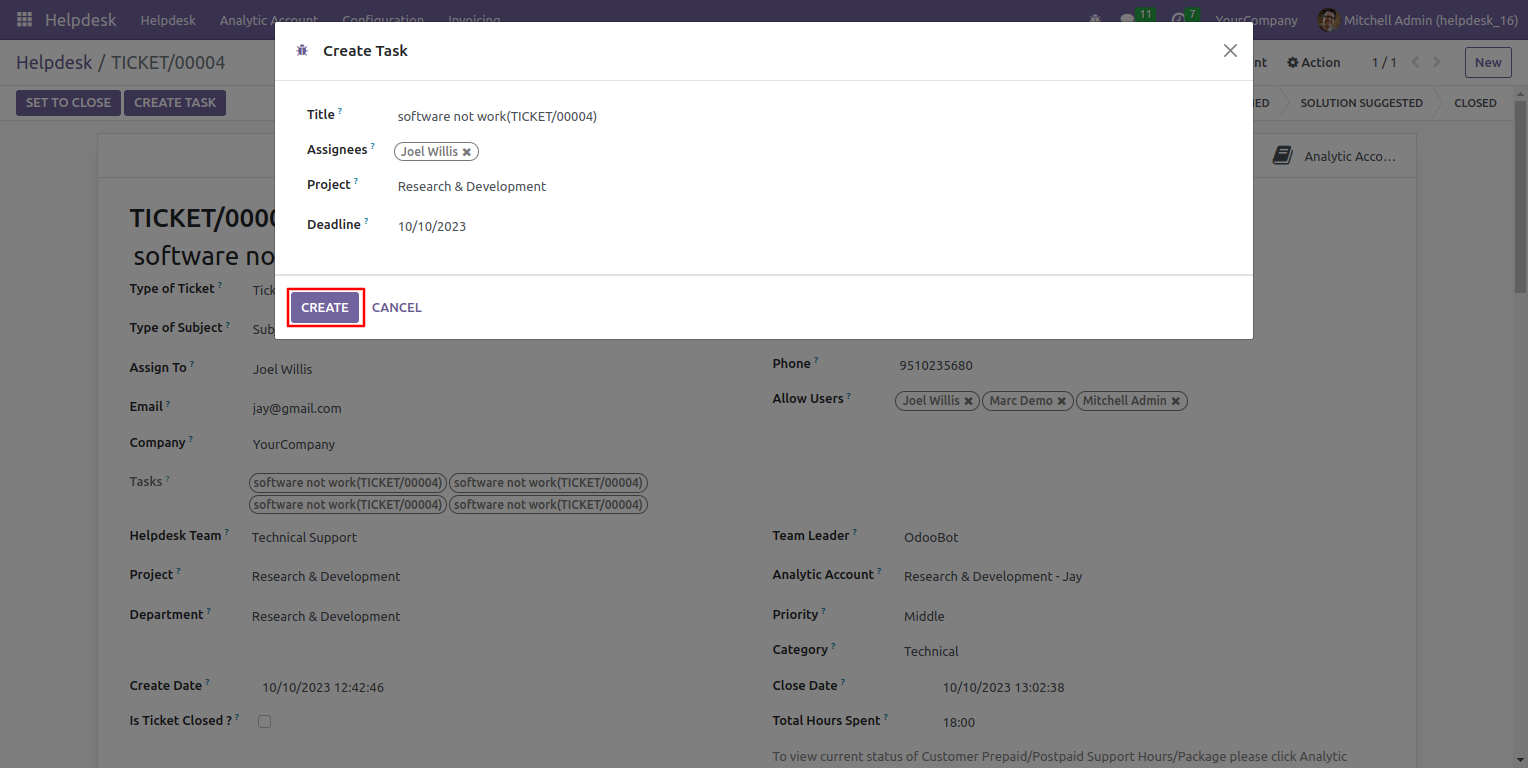 Helpdesk Helpdesk Analytic Account Configuration Invoicing 11 7 YourCompany Mitchell Admin (helpdesk_16)
Helpdesk / TICKET/00004
nt Action 1 / 1 New
SET TO CLOSE CREATE TASK
ED SOLUTION SUGGESTED CLOSED
Create Task
Title ? software not work(TICKET/00004)
Assignees ? Joel Willis
Project ? Research & Development
Deadline ? 10/10/2023
CREATE CANCEL
Analytic Acco...
TICKET/000
software no
Type of Ticket ? Tick
Type of Subject ? Sub
Assign To ? Joel Willis
Phone ? 9510235680
Email ? jay@gmail.com
Allow Users ? Joel Willis Marc Demo Mitchell Admin
Company ? YourCompany
Tasks ? software not work(TICKET/00004) software not work(TICKET/00004)
software not work(TICKET/00004) software not work(TICKET/00004)
Helpdesk Team ? Technical Support
Team Leader ? OdooBot
Project ? Research & Development
Analytic Account ? Research & Development - Jay
Department ? Research & Development
Priority ? Middle
Category ? Technical
Create Date ? 10/10/2023 12:42:46
Close Date ? 10/10/2023 13:02:38
Is Ticket Closed ? ?
Total Hours Spent ? 18:00
To view current status of Customer Prepaid/Postpaid Support Hours/Package please click Analytic